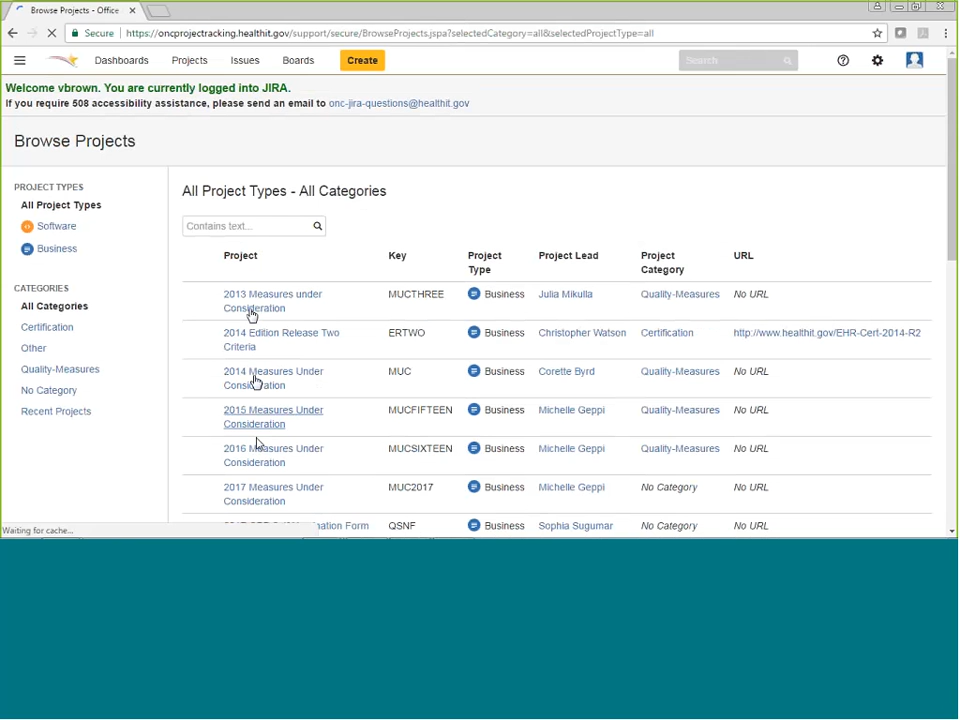 Browse Projects - Office
Secure https://oncprojectracking.healthit.gov/support/secure/BrowseProjects.jspa?selectedCategory=all&selectedProjectType=all
Dashboards Projects Issues Boards Create Search
Welcome vbrown. You are currently logged into JIRA.
If you require 508 accessibility assistance, please send an email to onc-jira-questions@healthit.gov
Browse Projects
PROJECT TYPES
All Project Types
Software
Business
CATEGORIES
All Categories
Certification
Other
Quality-Measures
No Category
Recent Projects
All Project Types - All Categories
Contains text...
Project Key Project Type Project Lead Project Category URL
2013 Measures under Consideration MUCTHREE Business Julia Mikulla Quality-Measures No URL
2014 Edition Release Two Criteria ERTWO Business Christopher Watson Certification http://www.healthit.gov/EHR-Cert-2014-R2
2014 Measures Under Consideration MUC Business Corette Byrd Quality-Measures No URL
2015 Measures Under Consideration MUCFIFTEEN Business Michelle Geppi Quality-Measures No URL
2016 Measures Under Consideration MUCSIXTEEN Business Michelle Geppi Quality-Measures No URL
2017 Measures Under Consideration MUC2017 Business Michelle Geppi No Category No URL
Form QSNF Business Sophia Sugumar No Category No URL
Waiting for cache...